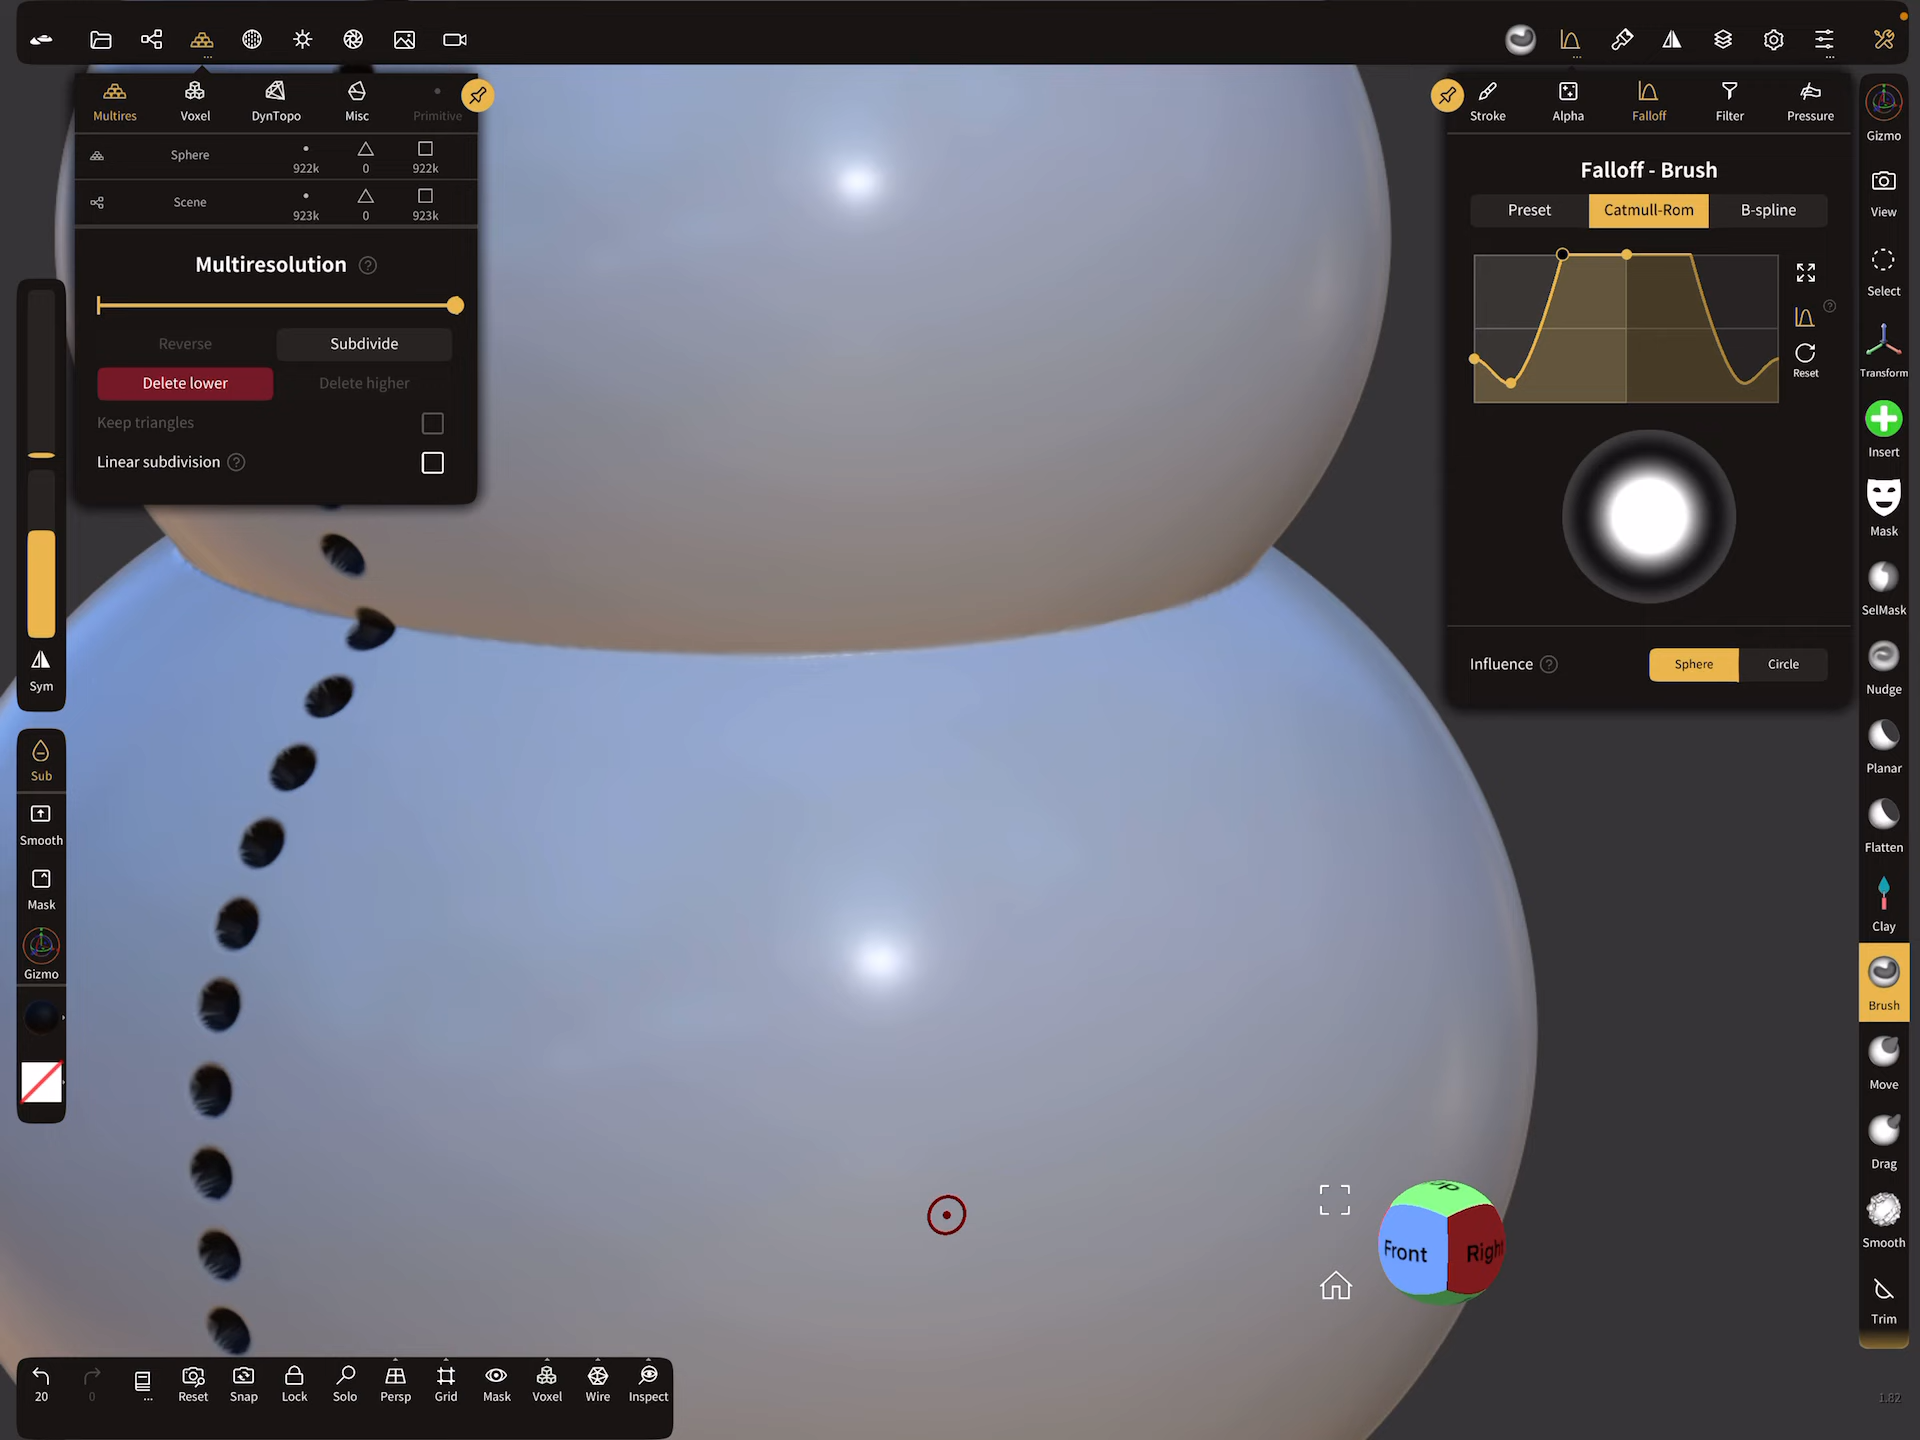 Multires
Voxel
DynTopo
Misc
Primitive
Sphere
922k
0
922k
Scene
923k
0
923k
Multiresolution ?
Reverse
Subdivide
Delete lower
Delete higher
Keep triangles
Linear subdivision ?
Sym
Sub
Smooth
Mask
Gizmo
Stroke
Alpha
Falloff
Filter
Pressure
Falloff - Brush
Preset
Catmull-Rom
B-spline
?
Reset
Influence ?
Sphere
Circle
Gizmo
View
Select
Transform
Insert
Mask
SelMask
Nudge
Planar
Flatten
Clay
Brush
Move
Drag
Smooth
Trim
1.82
Front
Right
20
0
...
Reset
Snap
Lock
Solo
Persp
Grid
Mask
Voxel
Wire
Inspect